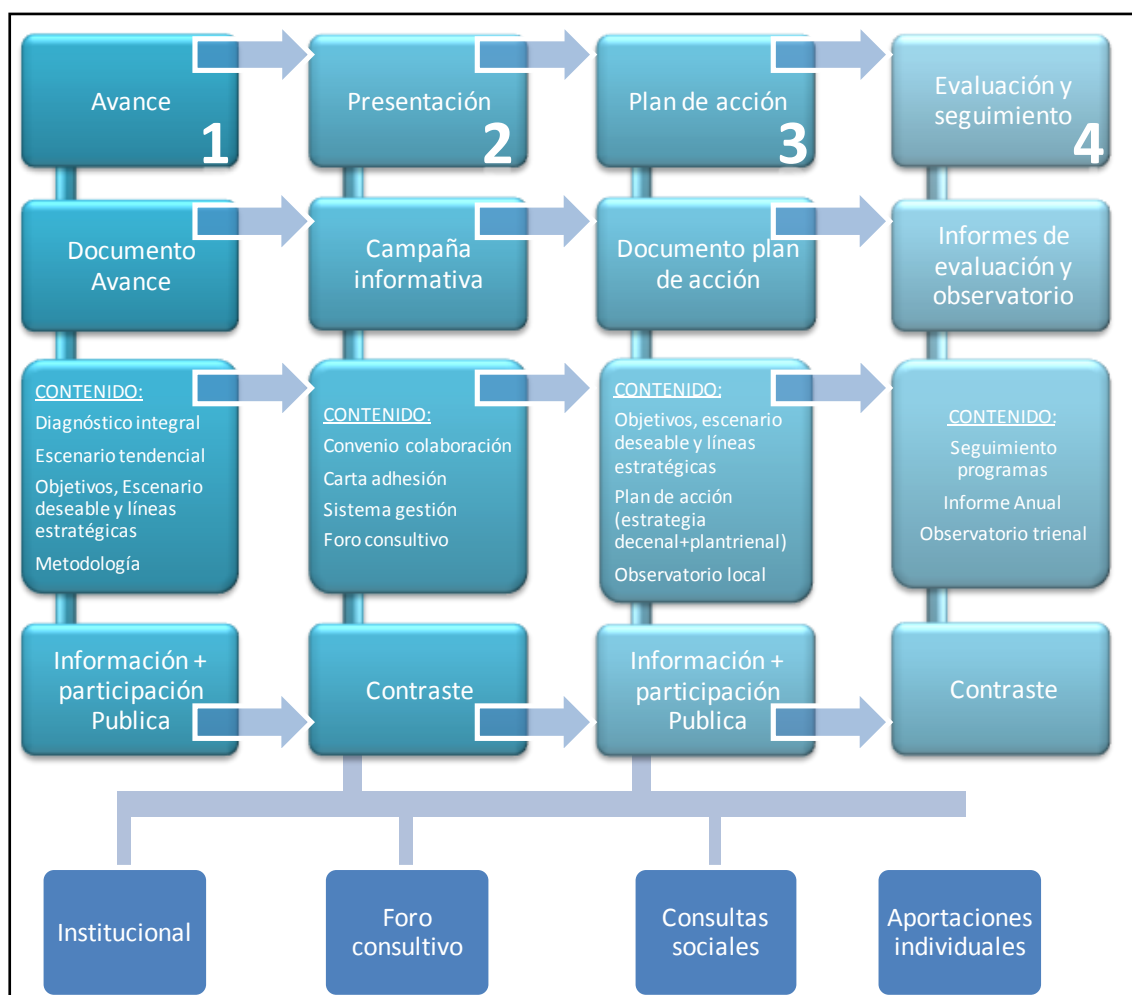 Avance
1
Presentación
2
Plan de acción
3
Evaluación y
seguimiento
4
Documento
Avance
Campaña
informativa
Documento plan
de acción
Informes de
evaluación y
observatorio
CONTENIDO:
Diagnóstico integral
Escenario tendencial
Objetivos, Escenario
deseable y líneas
estratégicas
Metodología
CONTENIDO:
Convenio colaboración
Carta adhesión
Sistema gestión
Foro consultivo
CONTENIDO:
Objetivos, escenario
deseable y líneas
estratégicas
Plan de acción
(estrategia
decenal+plantrienal)
Observatorio local
CONTENIDO:
Seguimiento
programas
Informe Anual
Observatorio trienal
Información +
participación
Publica
Contraste
Información +
participación
Publica
Contraste
Institucional
Foro
consultivo
Consultas
sociales
Aportaciones
individuales